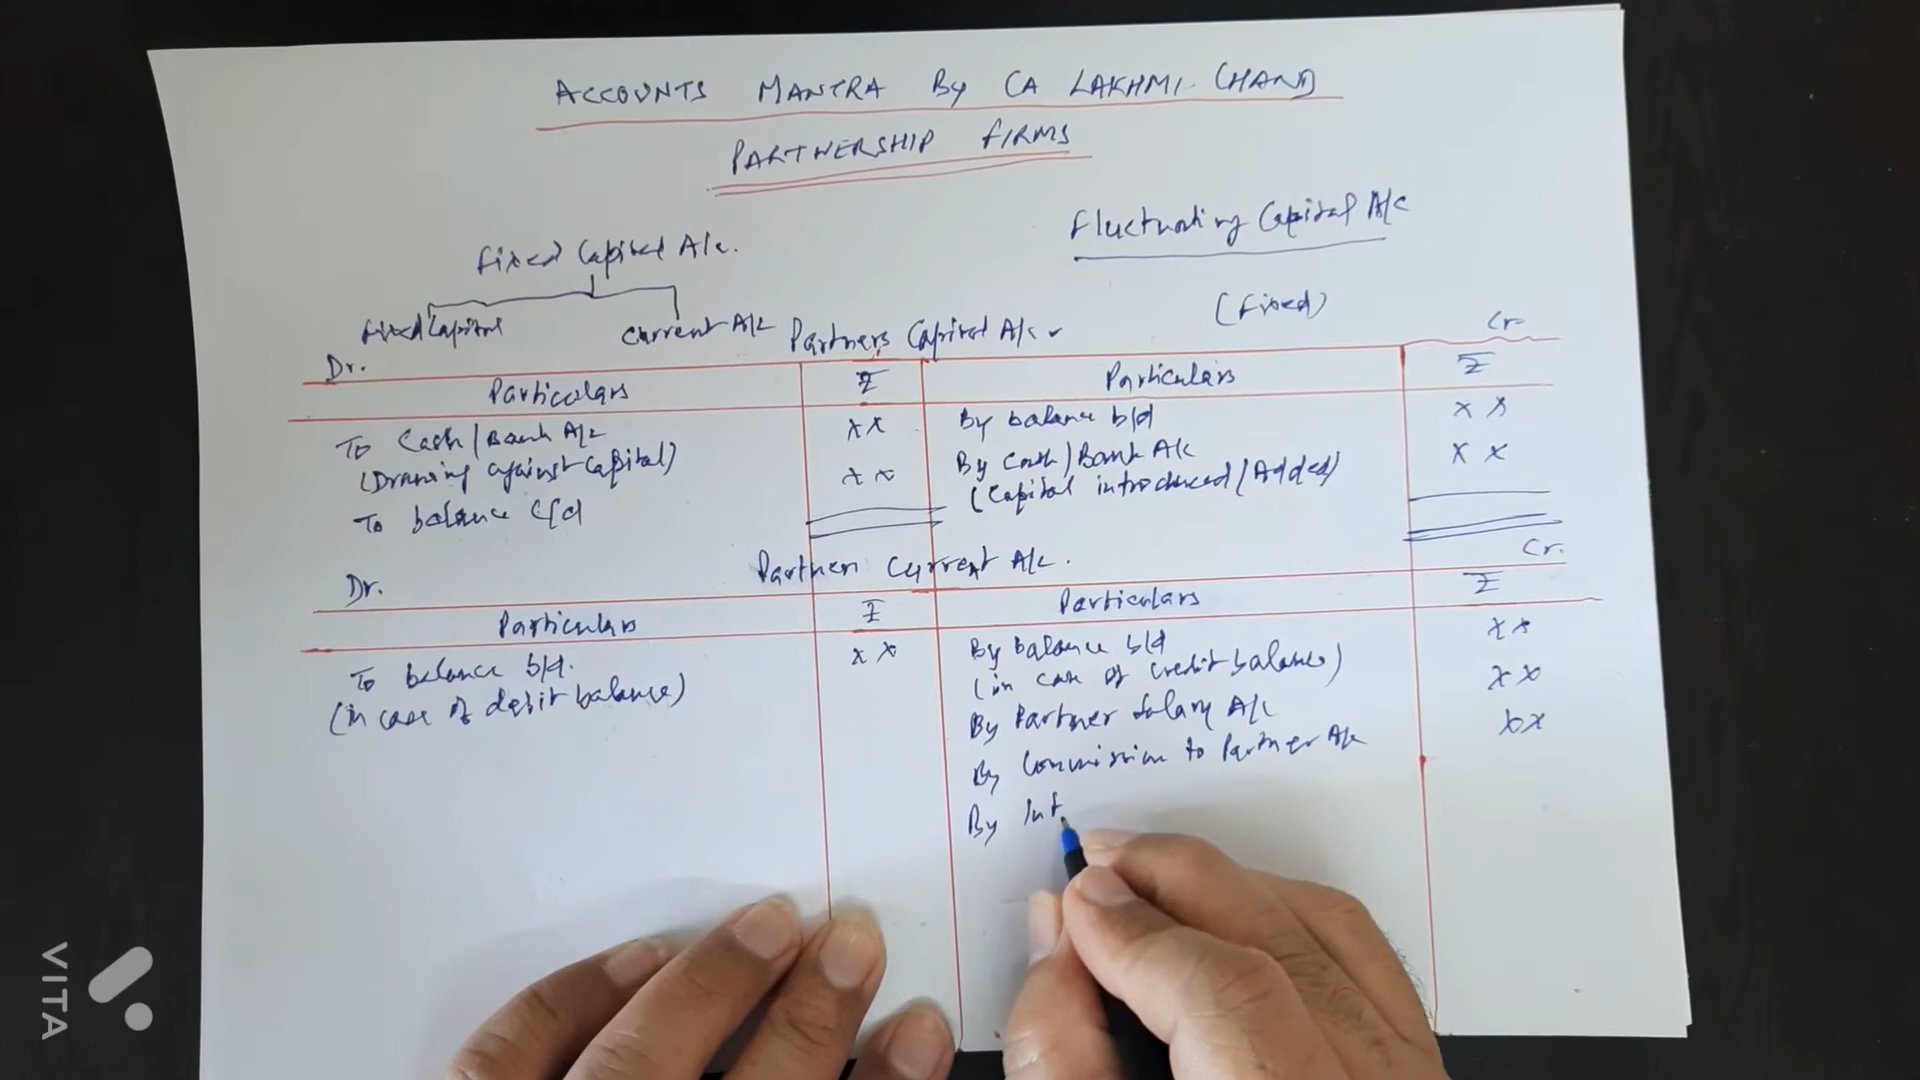 ACCOUNTS MANTRA By CA LAKHMI CHAND
PARTNERSHIP FIRMS
Fixed Capital A/c.
Fluctuating Capital A/c
Fixed Capital
Current A/c
Partners Capital A/c
(Fixed)
Dr.
Cr.
Particulars ₹ Particulars ₹
To Cash/Bank A/c xx By balance b/d xx
(Drawing against Capital) xx By Cash/Bank A/c xx
To balance c/d (Capital introduced/Added)
Dr. Partner Current A/c. Cr.
Particulars ₹ Particulars ₹
To balance b/d. xx By balance b/d xx
(in case of debit balance) (in case of credit balance) xx
By Partner Salary A/c xx
By Commission to Partner A/c
By Int
VITA